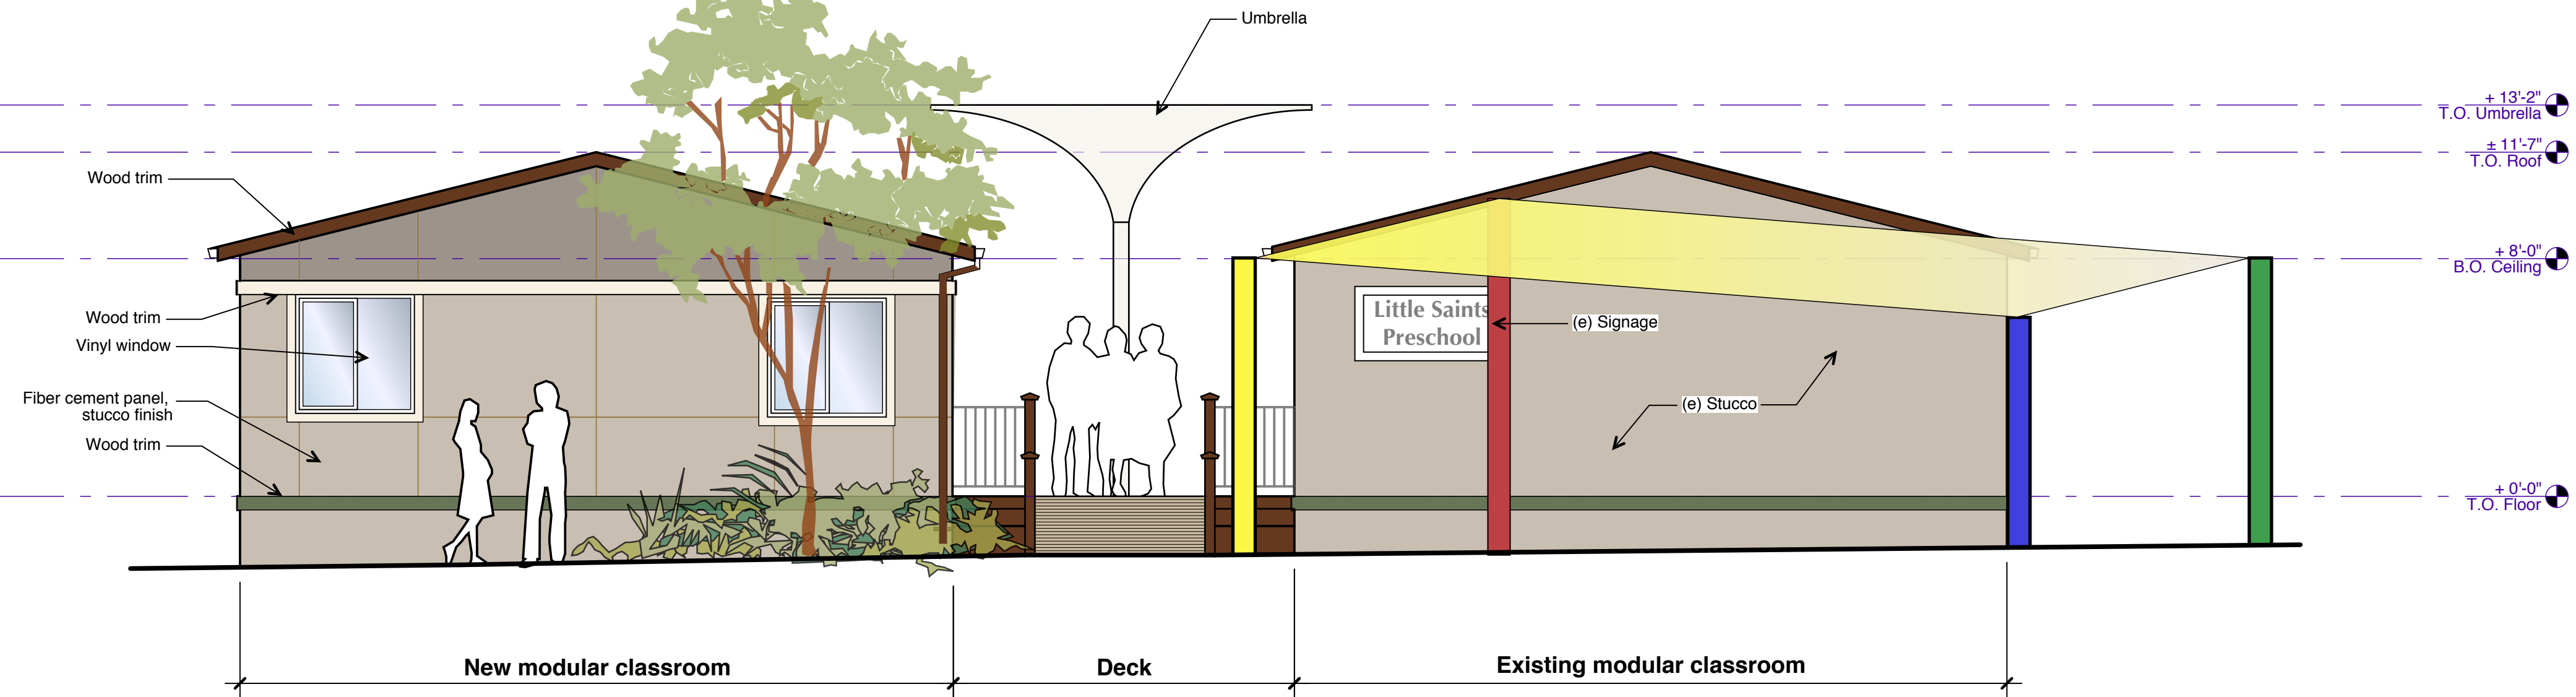 Umbrella
+ 13'-2"
T.O. Umbrella
± 11'-7"
T.O. Roof
Wood trim
+ 8'-0"
B.O. Ceiling
Wood trim
Vinyl window
Little Saints
Preschool
(e) Signage
Fiber cement panel,
stucco finish
(e) Stucco
Wood trim
+ 0'-0"
T.O. Floor
New modular classroom
Deck
Existing modular classroom